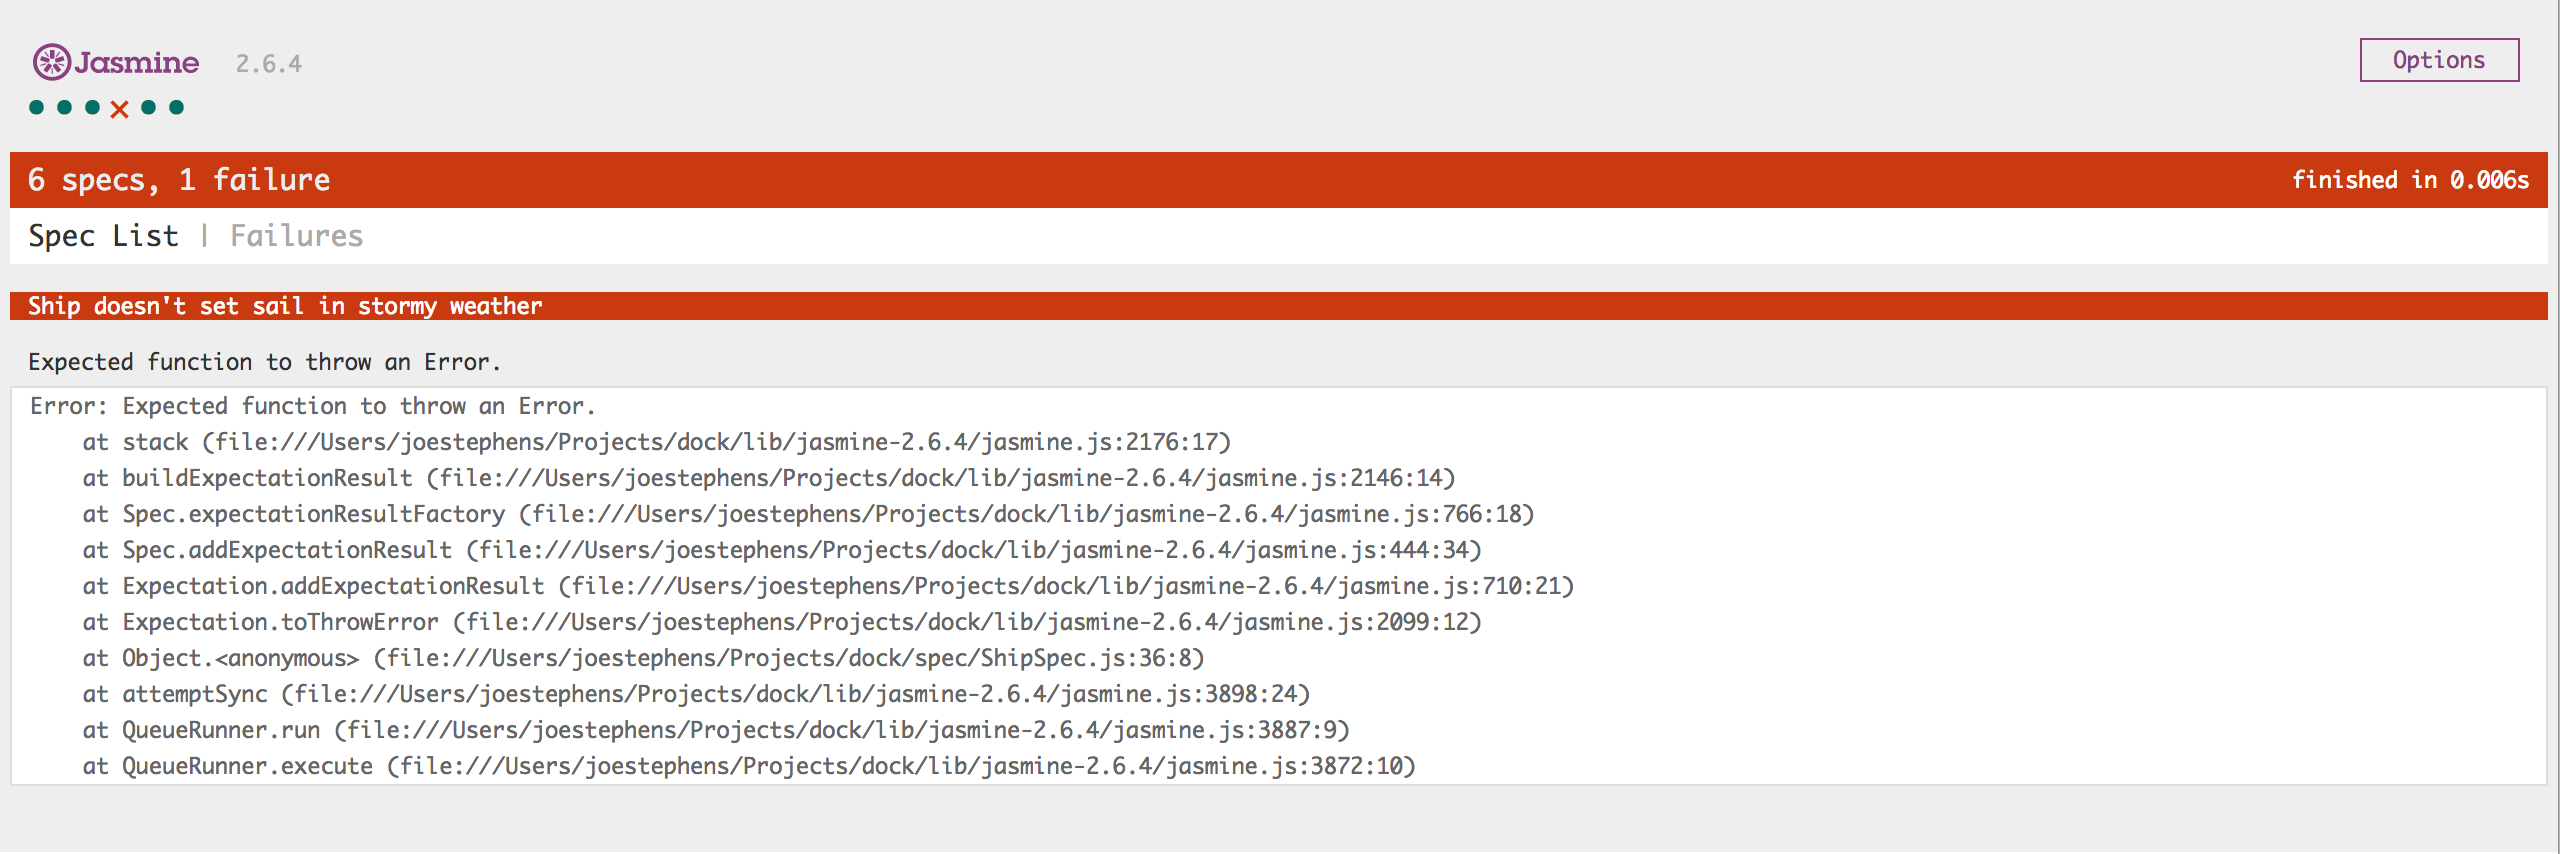 Jasmine 2.6.4 Options
6 specs, 1 failure finished in 0.006s
Spec List | Failures
Ship doesn't set sail in stormy weather
Expected function to throw an Error.
Error: Expected function to throw an Error.
at stack (file:///Users/joestephens/Projects/dock/lib/jasmine-2.6.4/jasmine.js:2176:17)
at buildExpectationResult (file:///Users/joestephens/Projects/dock/lib/jasmine-2.6.4/jasmine.js:2146:14)
at Spec.expectationResultFactory (file:///Users/joestephens/Projects/dock/lib/jasmine-2.6.4/jasmine.js:766:18)
at Spec.addExpectationResult (file:///Users/joestephens/Projects/dock/lib/jasmine-2.6.4/jasmine.js:444:34)
at Expectation.addExpectationResult (file:///Users/joestephens/Projects/dock/lib/jasmine-2.6.4/jasmine.js:710:21)
at Expectation.toThrowError (file:///Users/joestephens/Projects/dock/lib/jasmine-2.6.4/jasmine.js:2099:12)
at Object.<anonymous> (file:///Users/joestephens/Projects/dock/spec/ShipSpec.js:36:8)
at attemptSync (file:///Users/joestephens/Projects/dock/lib/jasmine-2.6.4/jasmine.js:3898:24)
at QueueRunner.run (file:///Users/joestephens/Projects/dock/lib/jasmine-2.6.4/jasmine.js:3887:9)
at QueueRunner.execute (file:///Users/joestephens/Projects/dock/lib/jasmine-2.6.4/jasmine.js:3872:10)